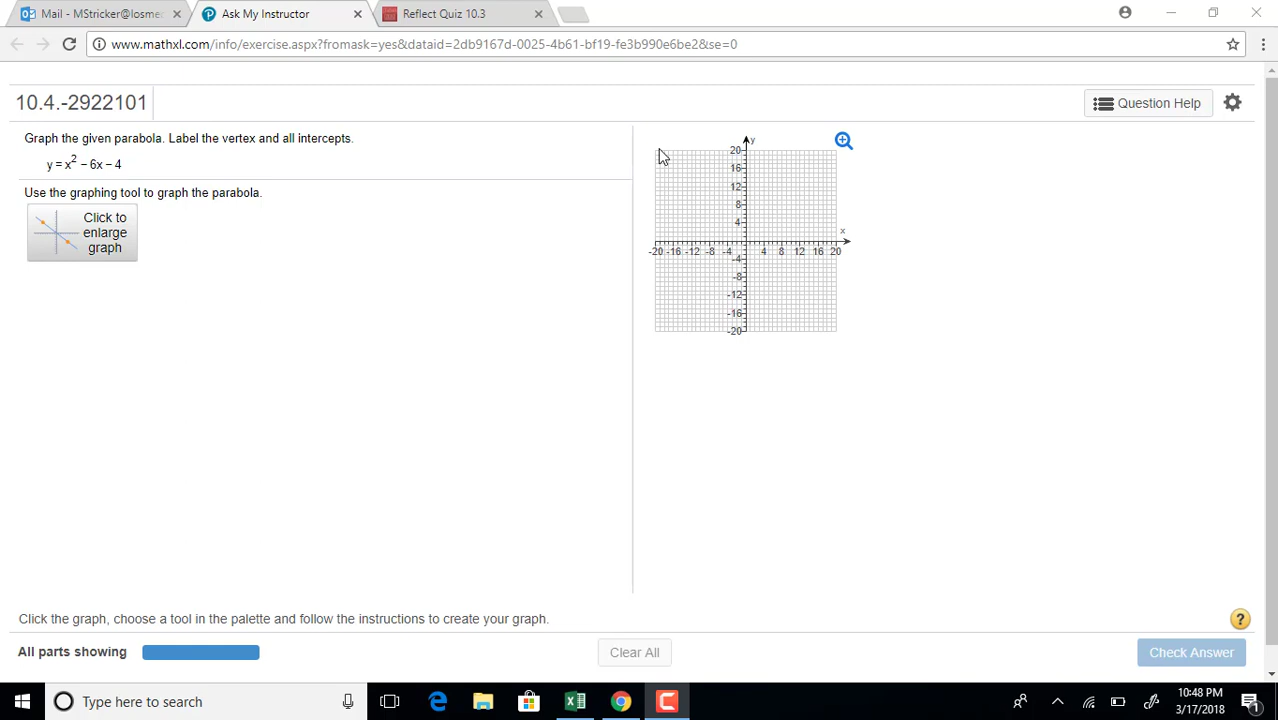 Mail - MStricker@losmed
Ask My Instructor
Reflect Quiz 10.3
www.mathxl.com/info/exercise.aspx?fromask=yes&dataid=2db9167d-0025-4b61-bf19-fe3b990e6be2&se=0
10.4.-2922101
Question Help
Graph the given parabola. Label the vertex and all intercepts.
y = x² − 6x − 4
Use the graphing tool to graph the parabola.
Click to
enlarge
graph
y
20
16
12
8
4
x
-20 -16 -12 -8 -4 4 8 12 16 20
-4
-8
-12
-16
-20
Click the graph, choose a tool in the palette and follow the instructions to create your graph.
?
All parts showing
Clear All
Check Answer
Type here to search
10:48 PM
3/17/2018
1